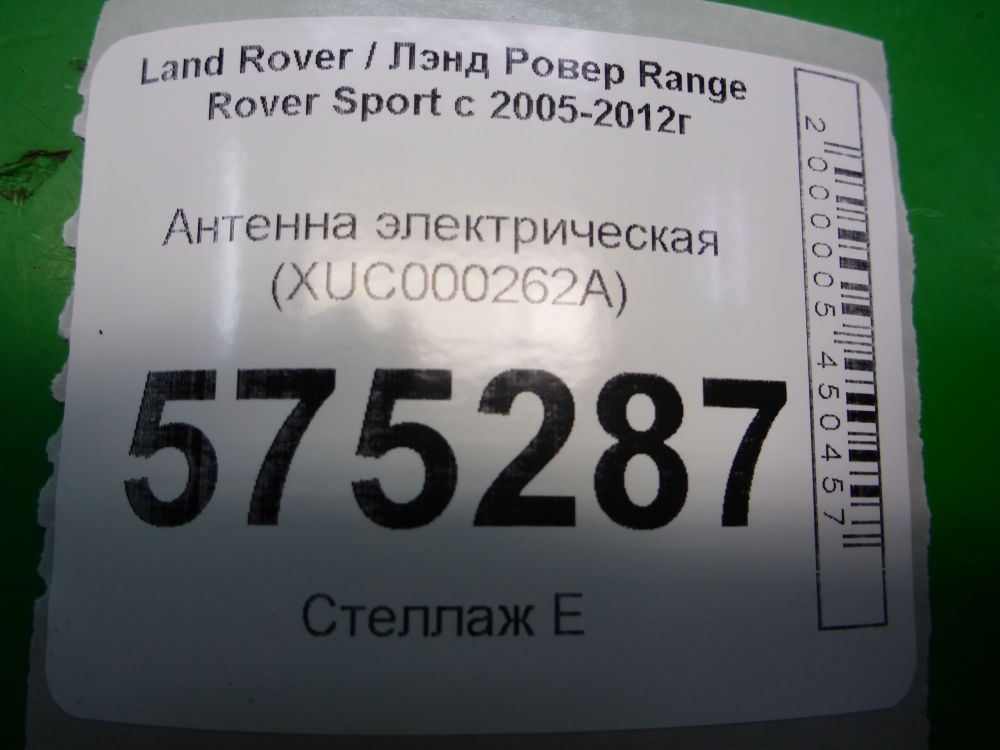 Land Rover / Лэнд Ровер Range
Rover Sport с 2005-2012г
Антенна электрическая
(XUC000262A)
575287
Стеллаж Е
2000005450457